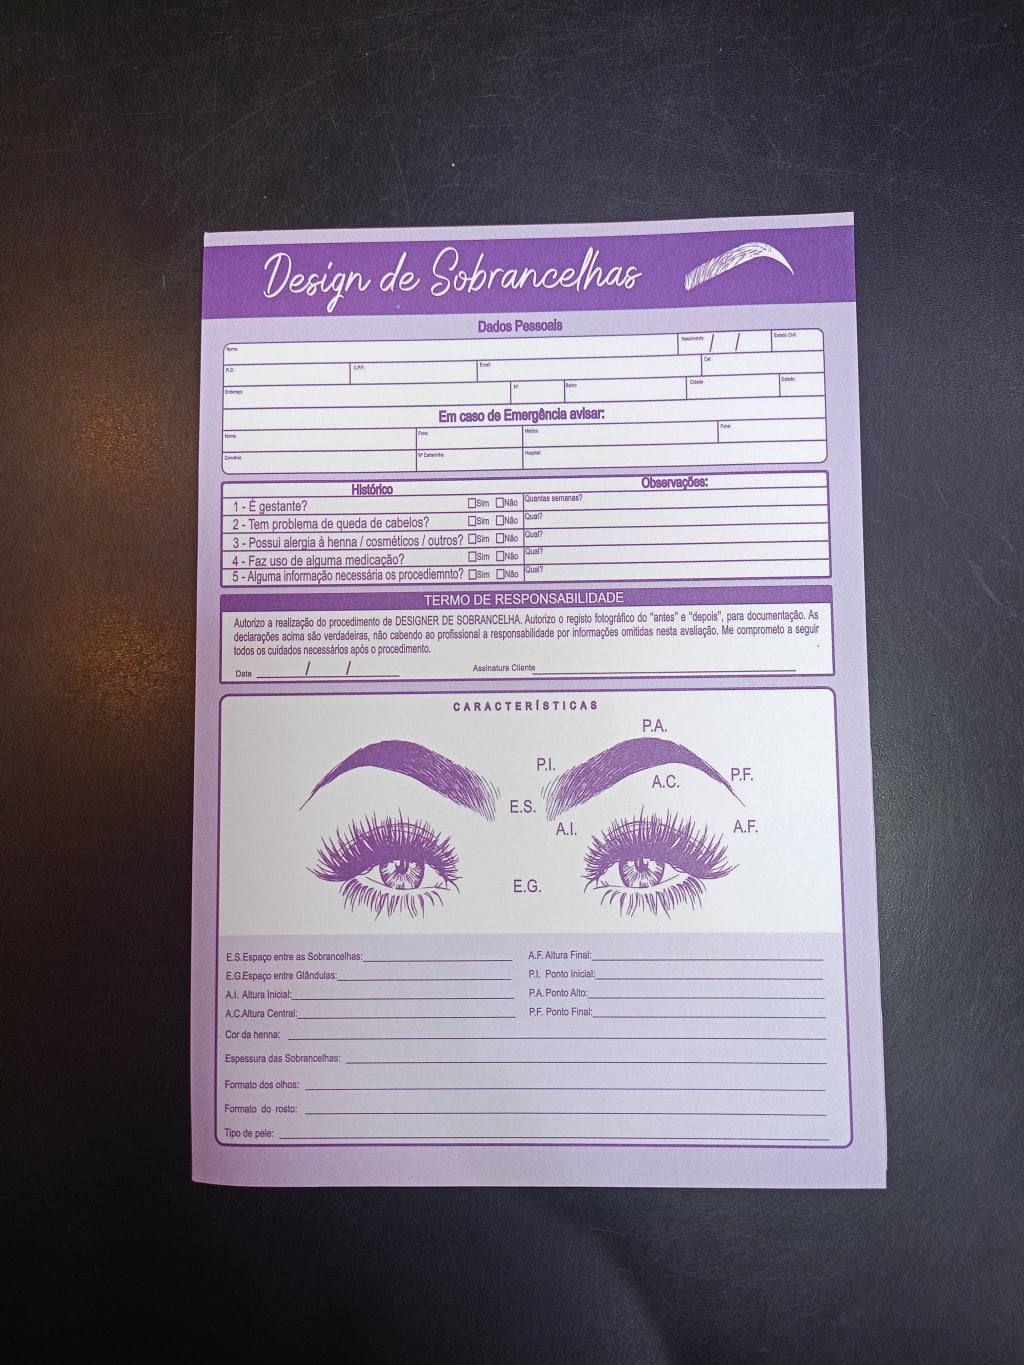 Design de Sobrancelhas
Dados Pessoais
Nome: Nascimento: / / Estado Civil
R.G.: C.P.F.: Email: Cel.:
Endereço: Nº: Bairro Cidade Estado:
Em caso de Emergência avisar:
Nome: Fone: Médico Fone:
Convênio Nº Carteirinha Hospital:
Histórico Observações:
1 - É gestante? Sim Não Quantas semanas?
2 - Tem problema de queda de cabelos? Sim Não Qual?
3 - Possui alergia à henna / cosméticos / outros? Sim Não Qual?
4 - Faz uso de alguma medicação? Sim Não Qual?
5 - Alguma informação necessária os procediemnto? Sim Não Qual?
TERMO DE RESPONSABILIDADE
Autorizo a realização do procedimento de DESIGNER DE SOBRANCELHA. Autorizo o registo fotográfico do "antes" e "depois", para documentação. As
declarações acima são verdadeiras, não cabendo ao profissional a responsabilidade por informações omitidas nesta avaliação. Me comprometo a seguir
todos os cuidados necessários após o procedimento.
Data / / Assinatura Cliente
CARACTERÍSTICAS
P.A.
P.I. A.C. P.F.
E.S. A.I. A.F.
E.G.
E.S.Espaço entre as Sobrancelhas: A.F. Altura Final:
E.G.Espaço entre Glândulas: P.I. Ponto Inicial:
A.I. Altura Inicial: P.A. Ponto Alto:
A.C.Altura Central: P.F. Ponto Final:
Cor da henna:
Espessura das Sobrancelhas:
Formato dos olhos:
Formato do rosto:
Tipo de pele: